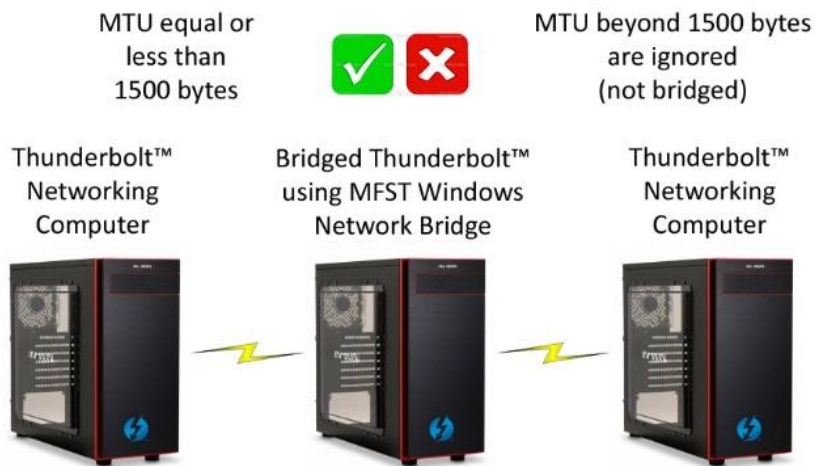 MTU equal or
less than
1500 bytes
MTU beyond 1500 bytes
are ignored
(not bridged)
Thunderbolt™
Networking
Computer
Bridged Thunderbolt™
using MFST Windows
Network Bridge
Thunderbolt™
Networking
Computer